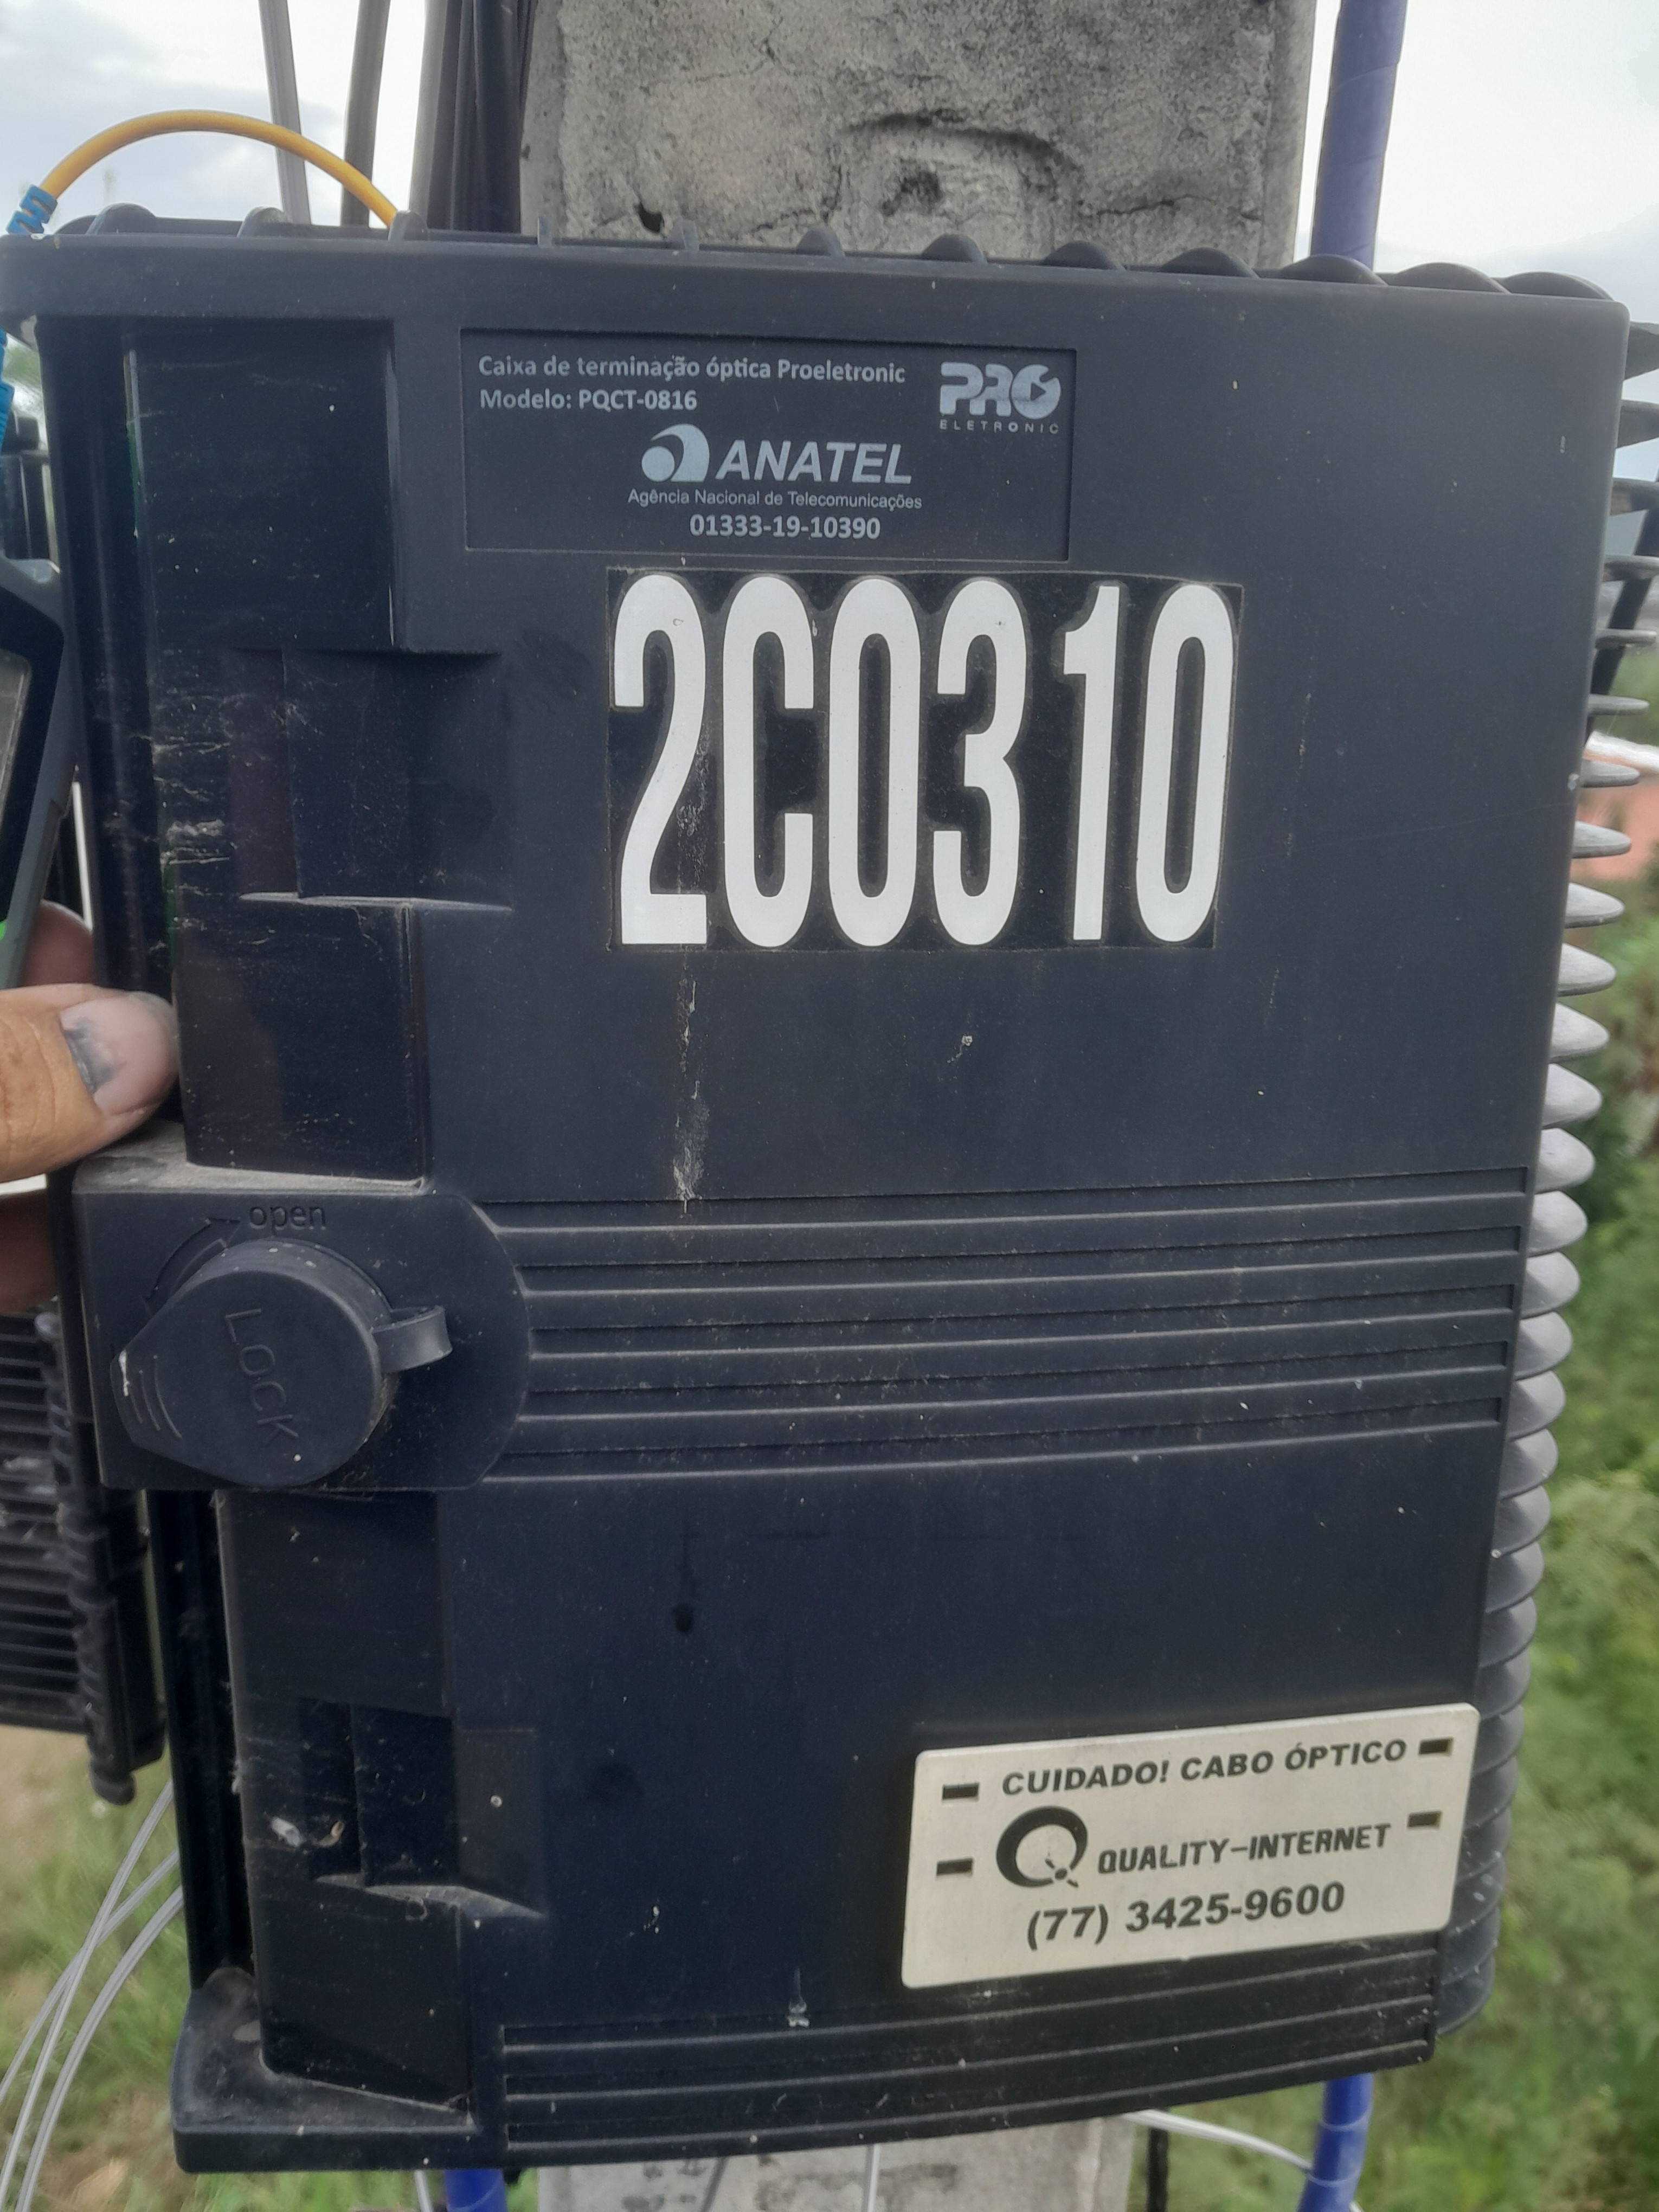 Caixa de terminação óptica Proeletronic
Modelo: PQCT-0816
PRO
ELETRONIC
ANATEL
Agência Nacional de Telecomunicações
01333-19-10390
2C0310
open
LOCK
CUIDADO! CABO ÓPTICO
QUALITY-INTERNET
(77) 3425-9600